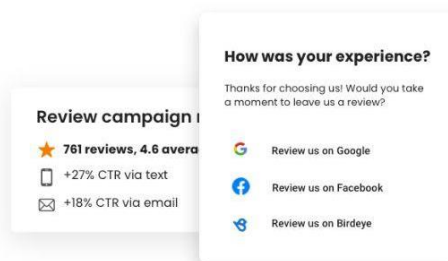 Review campaign
761 reviews, 4.6
+27% CTR via text
+18% CTR via email
How was your experience?
Thanks for choosing us! Would you take
a moment to leave us a review?
Review us on Google
Review us on Facebook
Review us on Birdeye